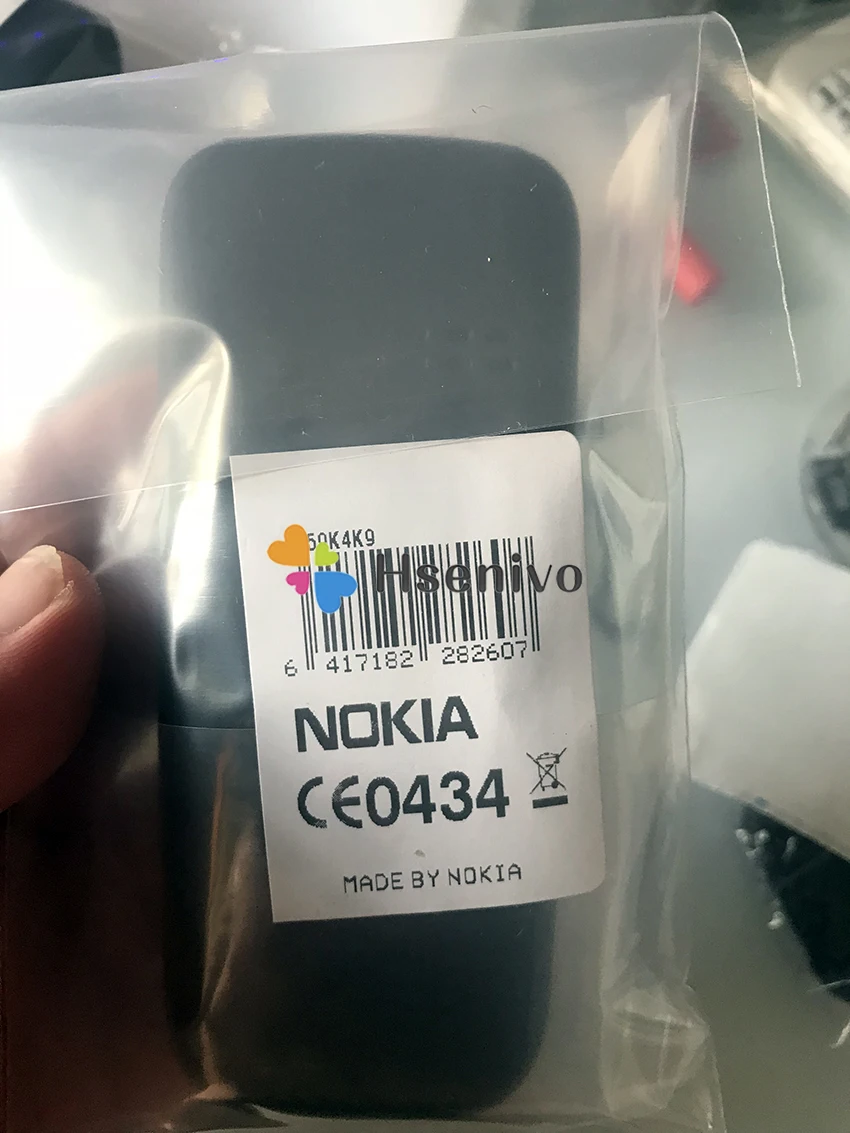 50K4K9
Hsenivo
6 417182 282607
NOKIA
CE0434
MADE BY NOKIA